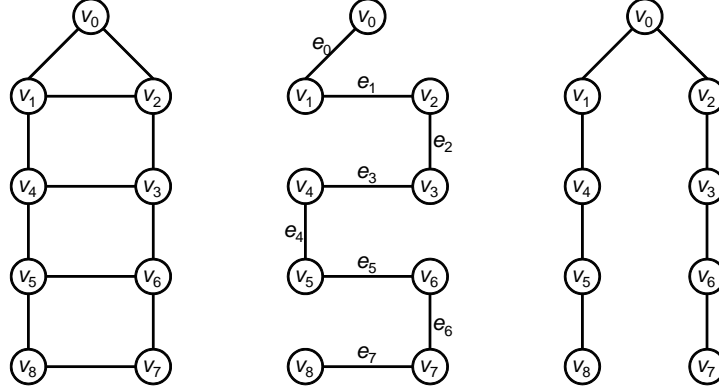 v0 v0 v0
e0
v1 v2 e1 v1 v2 v1 v2
e2
v4 v3 v4 e3 v3 v4 v3
e4
v5 v6 v5 e5 v6 v5 v6
e6
v8 v7 v8 e7 v7 v8 v7